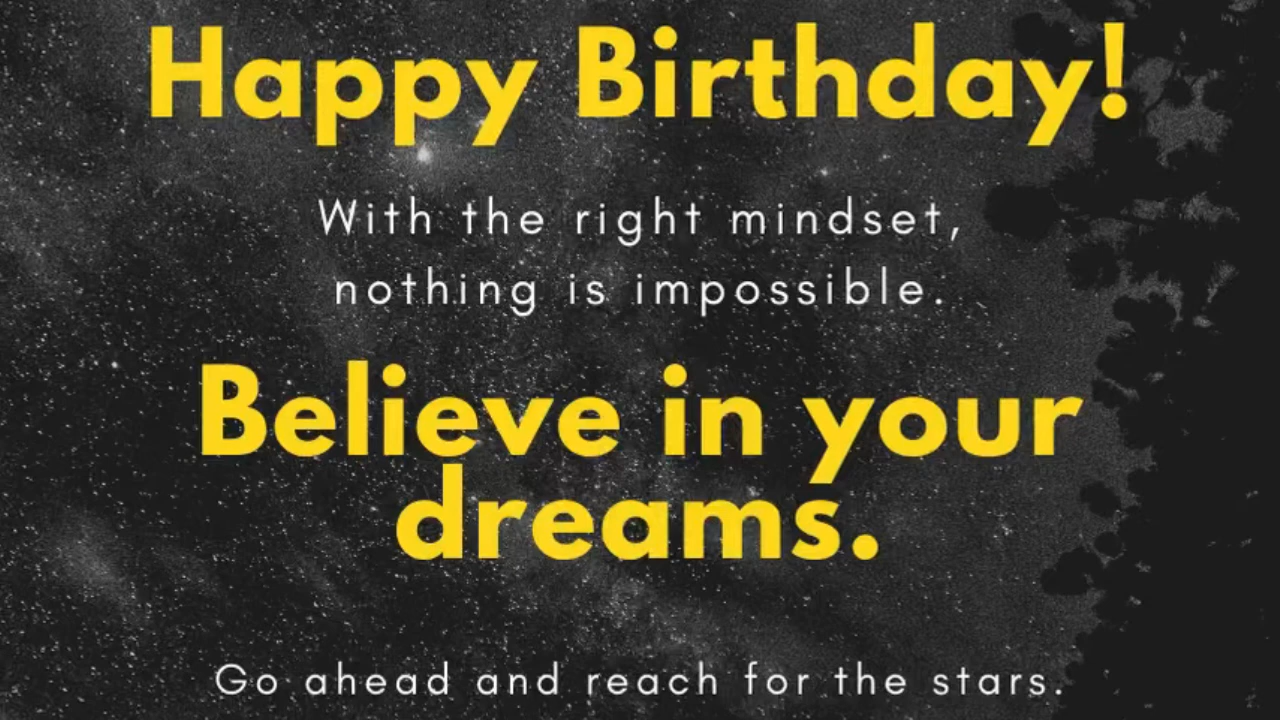 Happy Birthday!
With the right mindset,
nothing is impossible.
Believe in your
dreams.
Go ahead and reach for the stars.